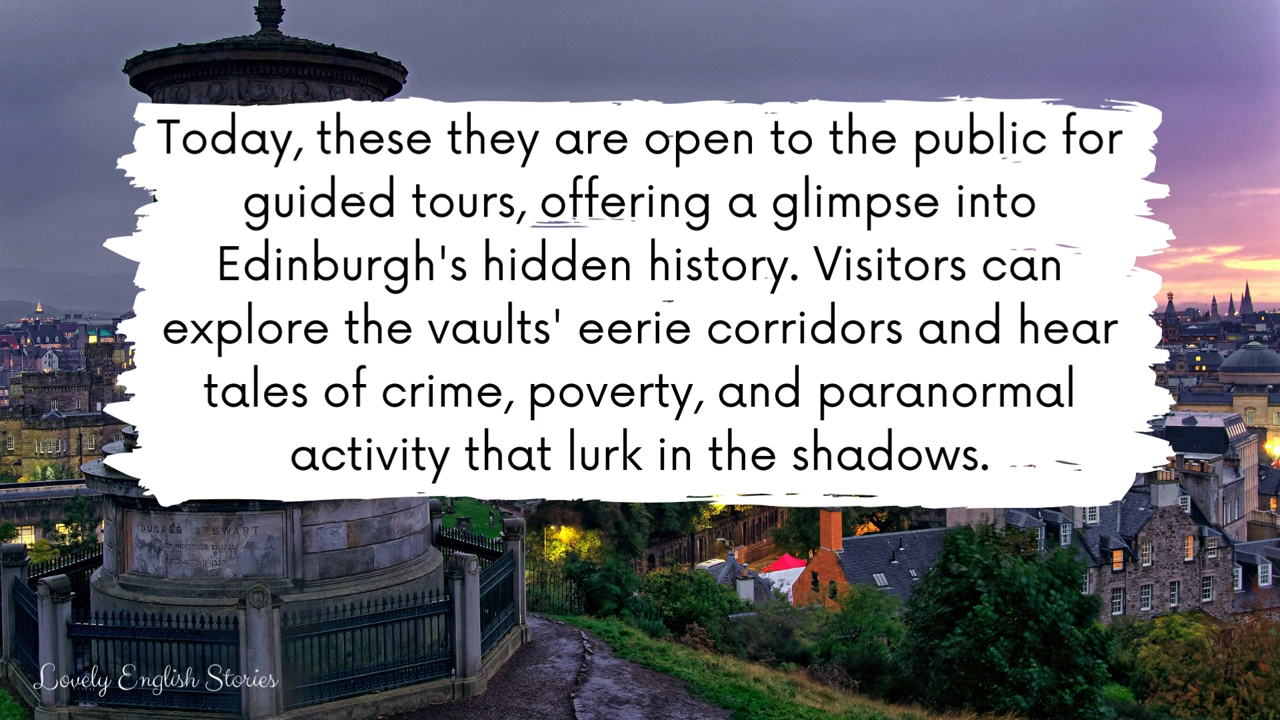 Today, these they are open to the public for
guided tours, offering a glimpse into
Edinburgh's hidden history. Visitors can
explore the vaults' eerie corridors and hear
tales of crime, poverty, and paranormal
activity that lurk in the shadows.
DUGALD STEWART
Lovely English Stories